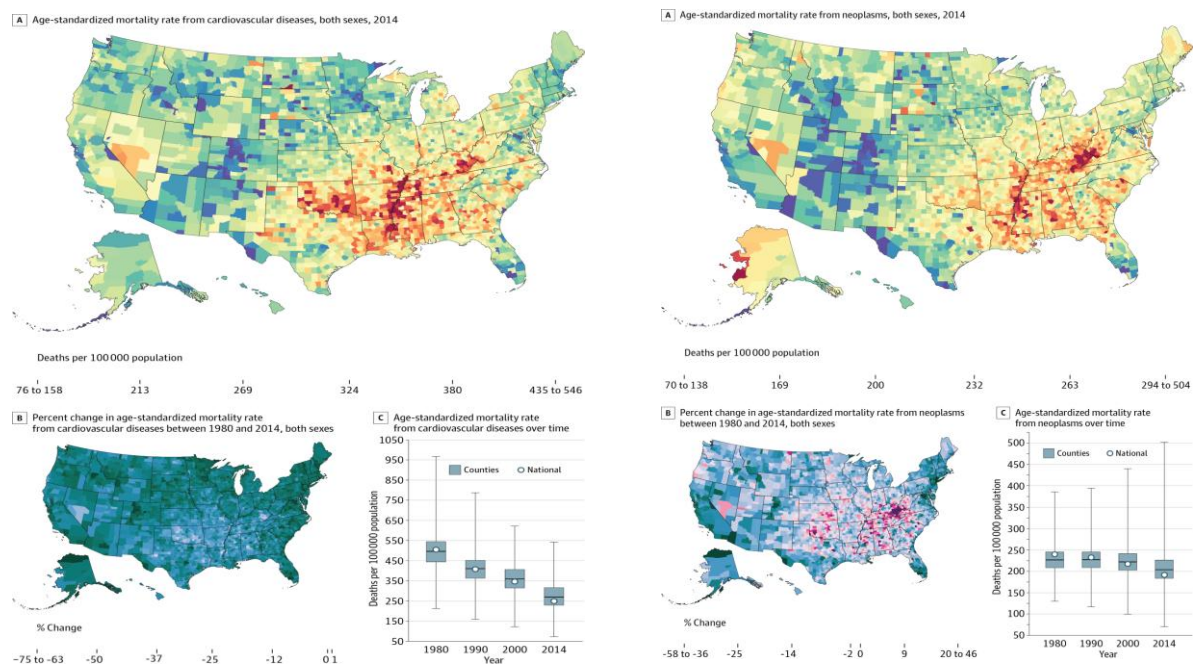 A Age-standardized mortality rate from cardiovascular diseases, both sexes, 2014
Deaths per 100 000 population
76 to 158 213 269 324 380 435 to 546
B Percent change in age-standardized mortality rate
from cardiovascular diseases between 1980 and 2014, both sexes
% Change
−75 to −63 −50 −37 −25 −12 0 1
C Age-standardized mortality rate
from cardiovascular diseases over time
1050
950
850
750
650
550
450
350
250
150
50
Deaths per 100 000 population
Counties National
1980 1990 2000 2014
Year
A Age-standardized mortality rate from neoplasms, both sexes, 2014
Deaths per 100 000 population
70 to 138 169 200 232 263 294 to 504
B Percent change in age-standardized mortality rate from neoplasms
between 1980 and 2014, both sexes
% Change
−58 to −36 −25 −14 −2 0 9 20 to 46
C Age-standardized mortality rate
from neoplasms over time
500
450
400
350
300
250
200
150
100
50
Deaths per 100 000 population
Counties National
1980 1990 2000 2014
Year